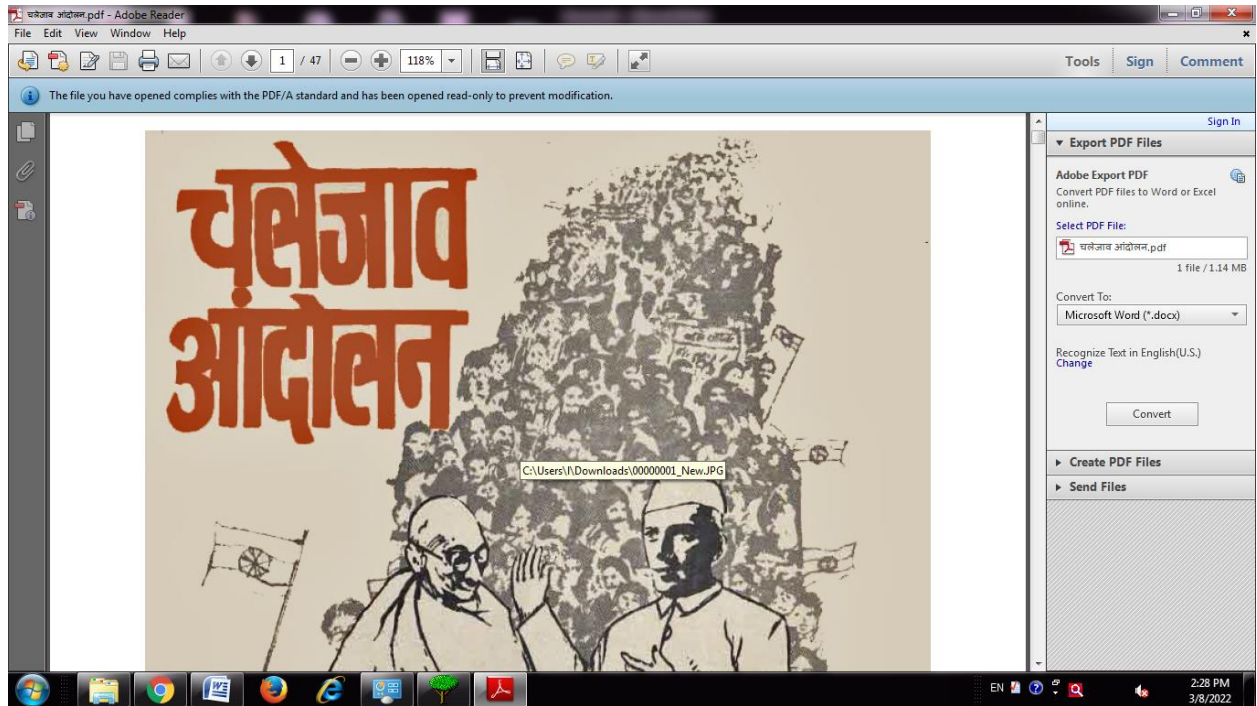 चलेजाव आंदोलन.pdf - Adobe Reader
File Edit View Window Help
1 / 47 118% Tools Sign Comment
The file you have opened complies with the PDF/A standard and has been opened read-only to prevent modification.
Sign In
Export PDF Files
Adobe Export PDF
Convert PDF files to Word or Excel
online.
Select PDF File:
चलेजाव आंदोलन.pdf
1 file / 1.14 MB
Convert To:
Microsoft Word (*.docx)
Recognize Text in English(U.S.)
Change
Convert
Create PDF Files
Send Files
चलेजाव
आंदोलन
C:\Users\I\Downloads\00000001_New.JPG
EN
2:28 PM
3/8/2022